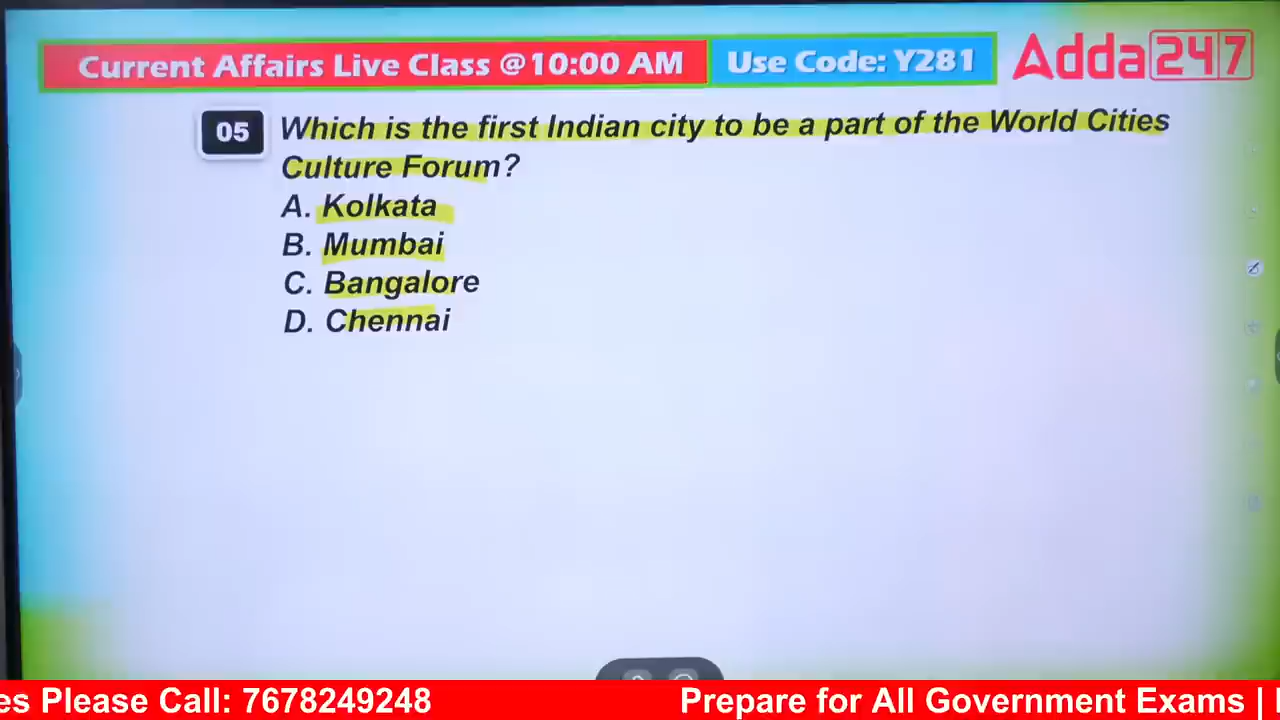 Current Affairs Live Class @10:00 AM
Use Code: Y281
Adda247
05 Which is the first Indian city to be a part of the World Cities
Culture Forum?
A. Kolkata
B. Mumbai
C. Bangalore
D. Chennai
es Please Call: 7678249248
Prepare for All Government Exams |